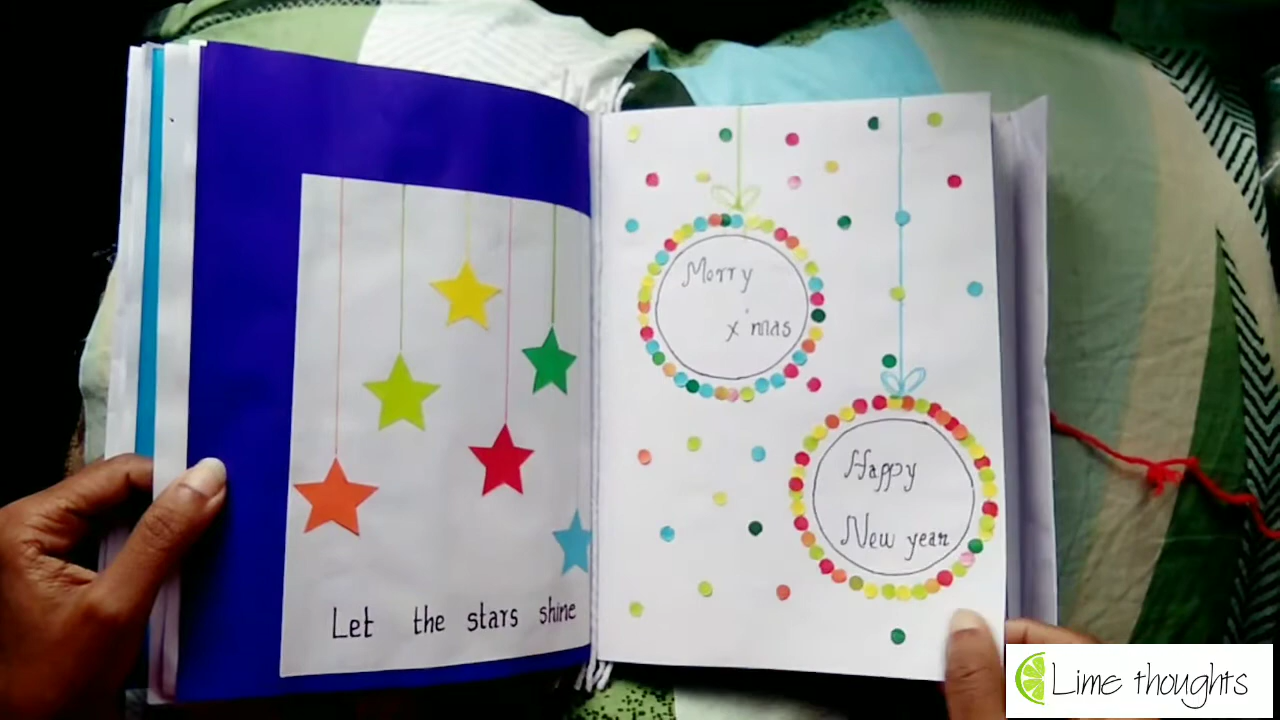 Let the stars shine
Merry
x'mas
Happy
New year
Lime thoughts